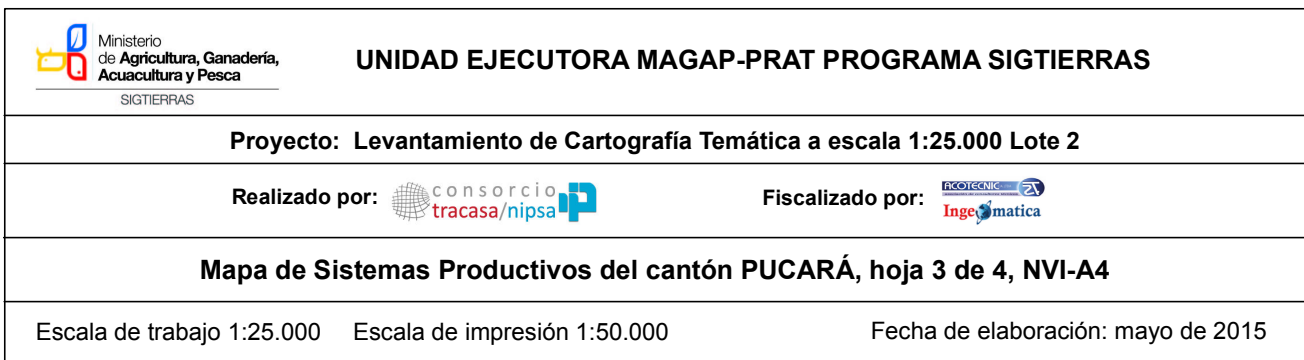 Ministerio
de Agricultura, Ganadería,
Acuacultura y Pesca
SIGTIERRAS
UNIDAD EJECUTORA MAGAP-PRAT PROGRAMA SIGTIERRAS
Proyecto: Levantamiento de Cartografía Temática a escala 1:25.000 Lote 2
Realizado por:
consorcio
tracasa/nipsa
Fiscalizado por:
ACOTECNIC
Ingeomatica
Mapa de Sistemas Productivos del cantón PUCARÁ, hoja 3 de 4, NVI-A4
Escala de trabajo 1:25.000 Escala de impresión 1:50.000 Fecha de elaboración: mayo de 2015